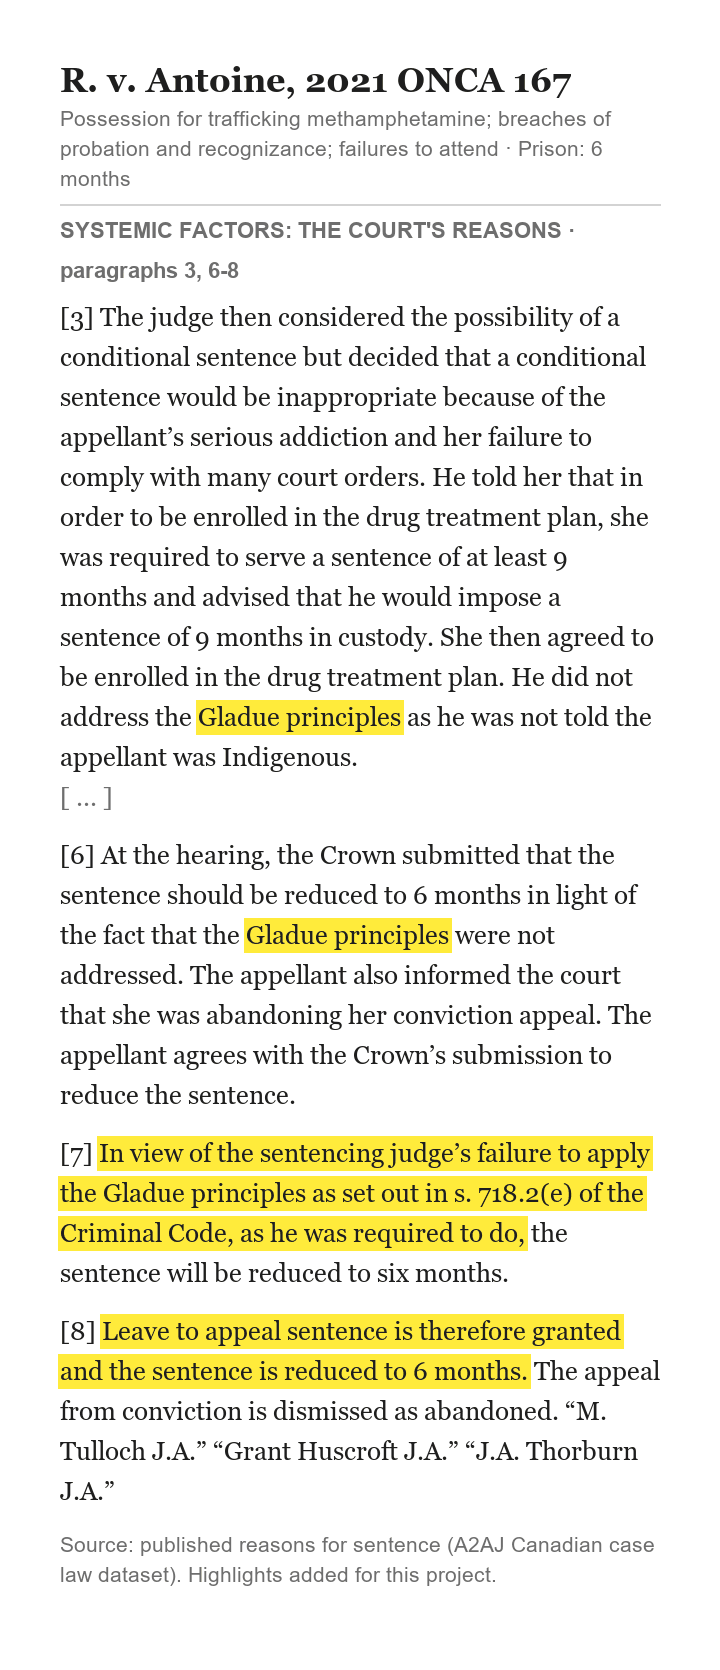 R. v. Antoine, 2021 ONCA 167
Possession for trafficking methamphetamine; breaches of
probation and recognizance; failures to attend · Prison: 6
months
SYSTEMIC FACTORS: THE COURT'S REASONS ·
paragraphs 3, 6-8
[3] The judge then considered the possibility of a
conditional sentence but decided that a conditional
sentence would be inappropriate because of the
appellant’s serious addiction and her failure to
comply with many court orders. He told her that in
order to be enrolled in the drug treatment plan, she
was required to serve a sentence of at least 9
months and advised that he would impose a
sentence of 9 months in custody. She then agreed to
be enrolled in the drug treatment plan. He did not
address the Gladue principles as he was not told the
appellant was Indigenous.
[ ... ]
[6] At the hearing, the Crown submitted that the
sentence should be reduced to 6 months in light of
the fact that the Gladue principles were not
addressed. The appellant also informed the court
that she was abandoning her conviction appeal. The
appellant agrees with the Crown’s submission to
reduce the sentence.
[7] In view of the sentencing judge’s failure to apply
the Gladue principles as set out in s. 718.2(e) of the
Criminal Code, as he was required to do, the
sentence will be reduced to six months.
[8] Leave to appeal sentence is therefore granted
and the sentence is reduced to 6 months. The appeal
from conviction is dismissed as abandoned. “M.
Tulloch J.A.” “Grant Huscroft J.A.” “J.A. Thorburn
J.A.”
Source: published reasons for sentence (A2AJ Canadian case
law dataset). Highlights added for this project.